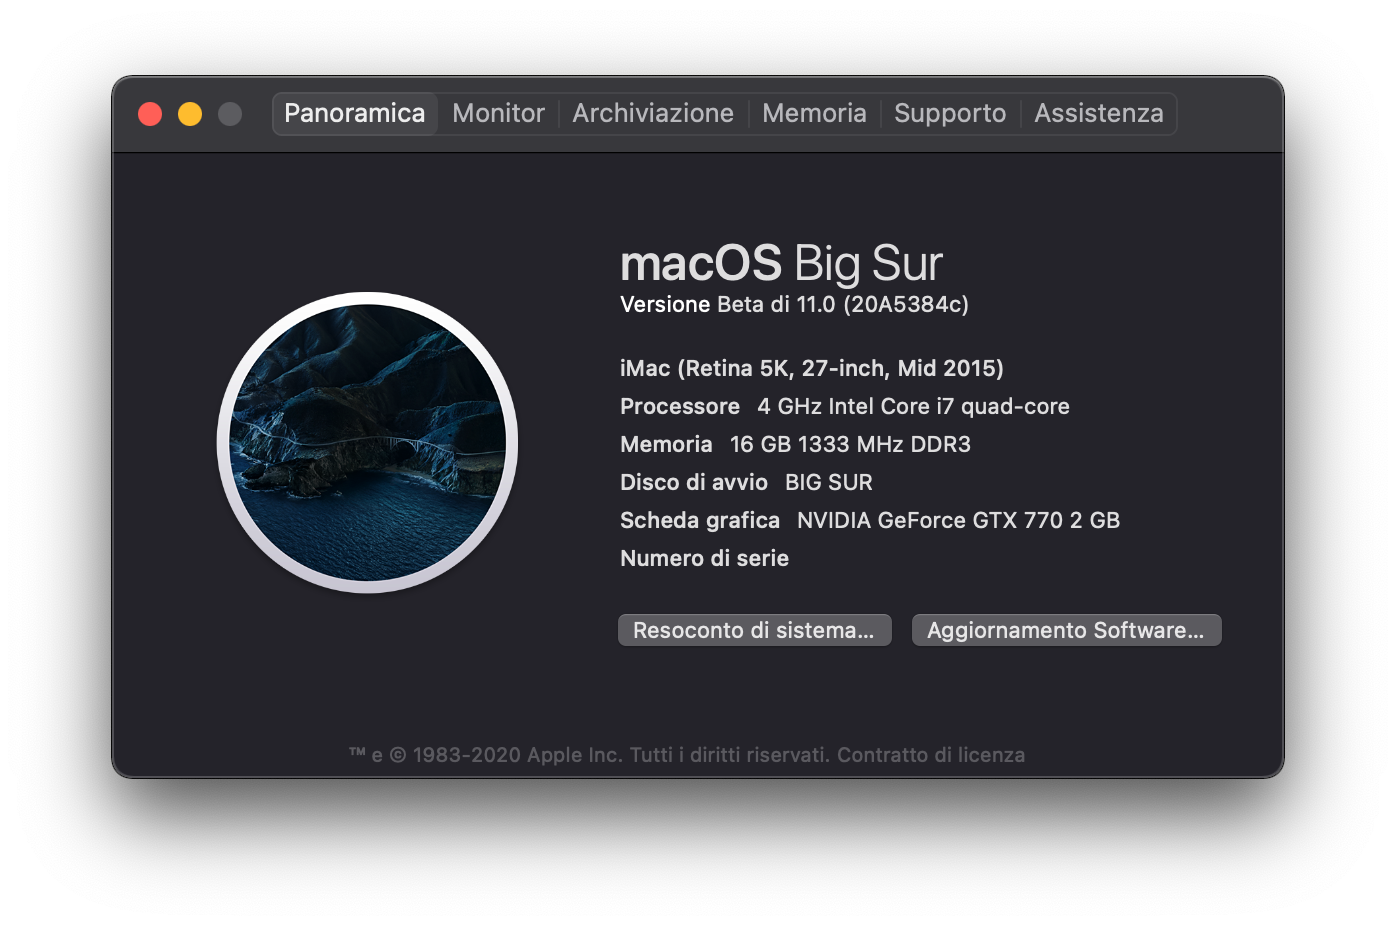 Panoramica Monitor Archiviazione Memoria Supporto Assistenza
macOS Big Sur
Versione Beta di 11.0 (20A5384c)
iMac (Retina 5K, 27-inch, Mid 2015)
Processore 4 GHz Intel Core i7 quad-core
Memoria 16 GB 1333 MHz DDR3
Disco di avvio BIG SUR
Scheda grafica NVIDIA GeForce GTX 770 2 GB
Numero di serie
Resoconto di sistema... Aggiornamento Software...
™ e © 1983-2020 Apple Inc. Tutti i diritti riservati. Contratto di licenza